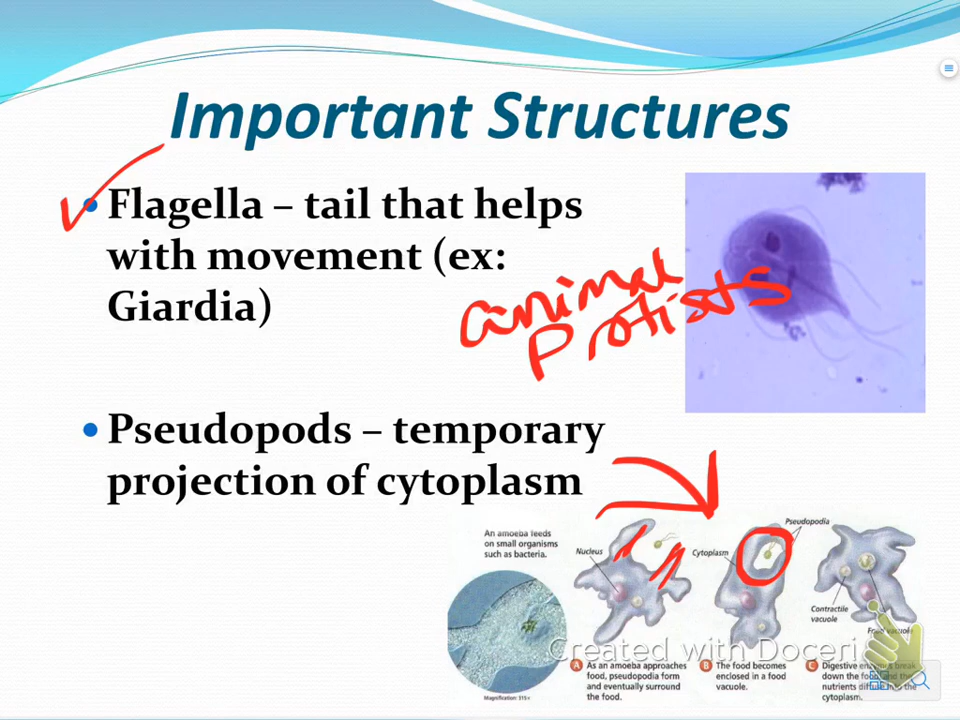 Important Structures
Flagella – tail that helps
with movement (ex:
Giardia)
animal
Protists
Pseudopods – temporary
projection of cytoplasm
An amoeba feeds
on small organisms
such as bacteria.
Nucleus
Cytoplasm
Pseudopodia
Contractile
vacuole
Food vacuole
Magnification: 315×
Created with Doceri
A As an amoeba approaches
food, pseudopodia form
and eventually surround
the food.
B The food becomes
enclosed in a food
vacuole.
C Digestive enzymes break
down the food, and the
nutrients diffuse into the
cytoplasm.